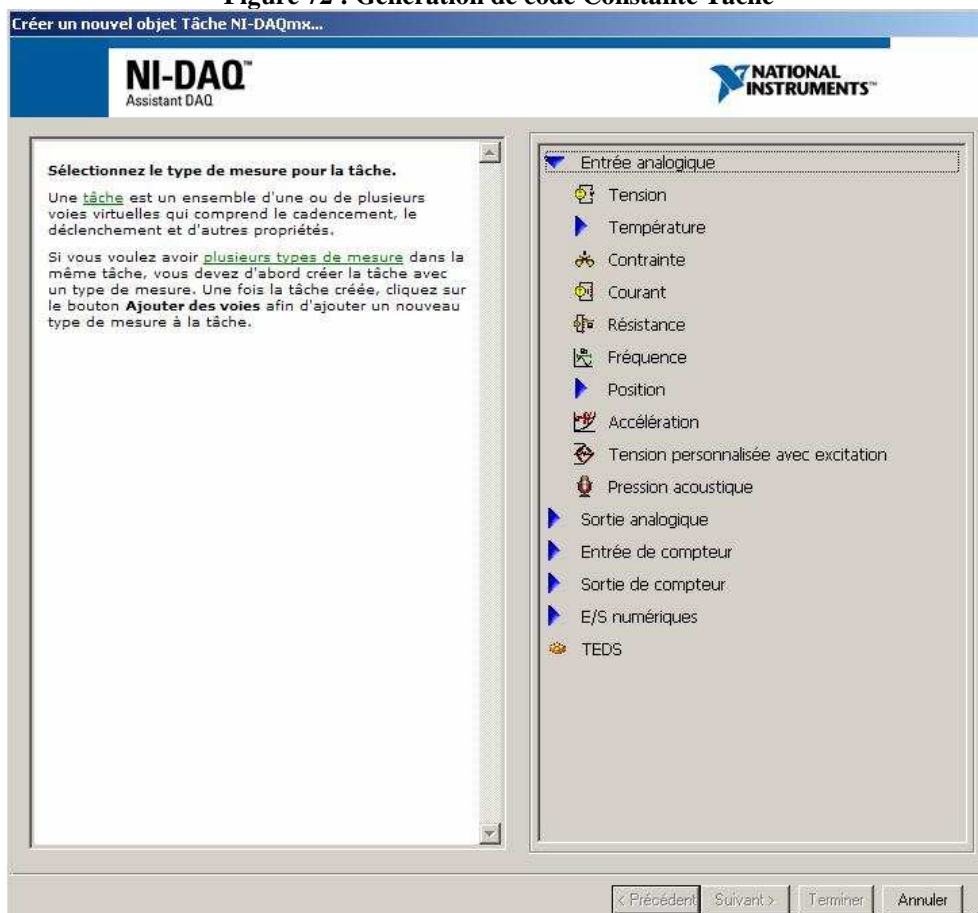 Figure 72 : Génération de code Constante Tâche
Créer un nouvel objet Tâche NI-DAQmx...
NI-DAQ™
Assistant DAQ
NATIONAL
INSTRUMENTS™
Sélectionnez le type de mesure pour la tâche.
Une tâche est un ensemble d'une ou de plusieurs
voies virtuelles qui comprend le cadencement, le
déclenchement et d'autres propriétés.
Si vous voulez avoir plusieurs types de mesure dans la
même tâche, vous devez d'abord créer la tâche avec
un type de mesure. Une fois la tâche créée, cliquez sur
le bouton Ajouter des voies afin d'ajouter un nouveau
type de mesure à la tâche.
Entrée analogique
Tension
Température
Contrainte
Courant
Résistance
Fréquence
Position
Accélération
Tension personnalisée avec excitation
Pression acoustique
Sortie analogique
Entrée de compteur
Sortie de compteur
E/S numériques
TEDS
< Précédent Suivant > Terminer Annuler